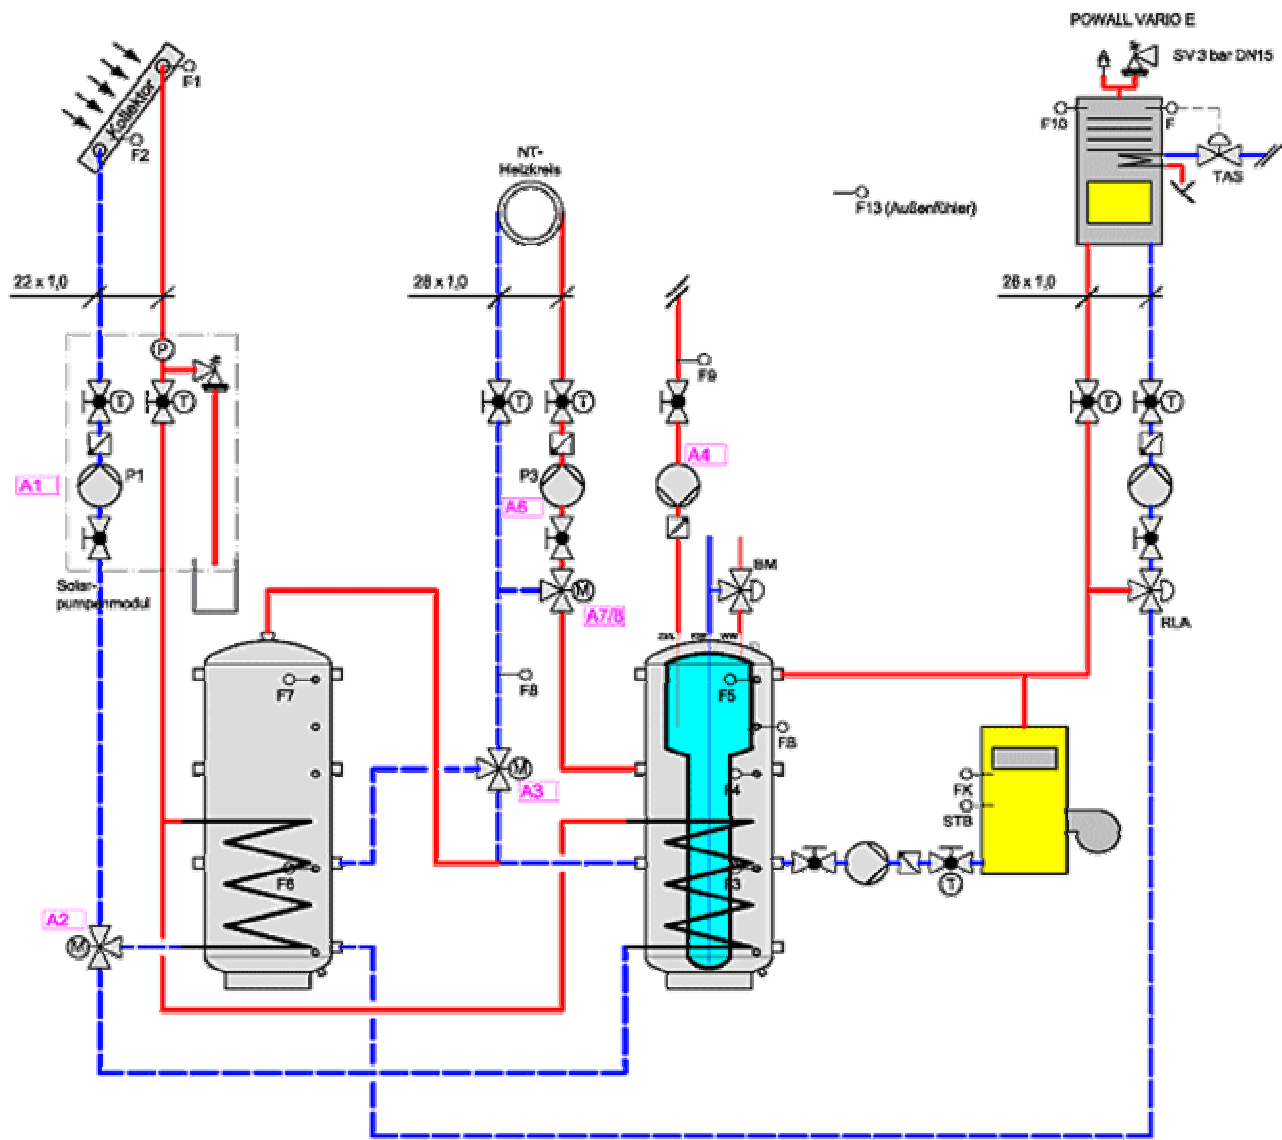 POWALL VARIO E
SV 3 bar DN15
F1
Kollektor
F2
F10
F
TAS
NT-
Heizkreis
F13 (Außenfühler)
22 x 1,0
28 x 1,0
28 x 1,0
P
F9
T
T
T
T
T
T
A1
P1
P3
A6
A4
Solar-
pumpenmodul
M
A7/8
BM
RLA
WW
F7
F8
F5
FB
M
A3
F4
FK
STB
F6
F3
T
A2
M